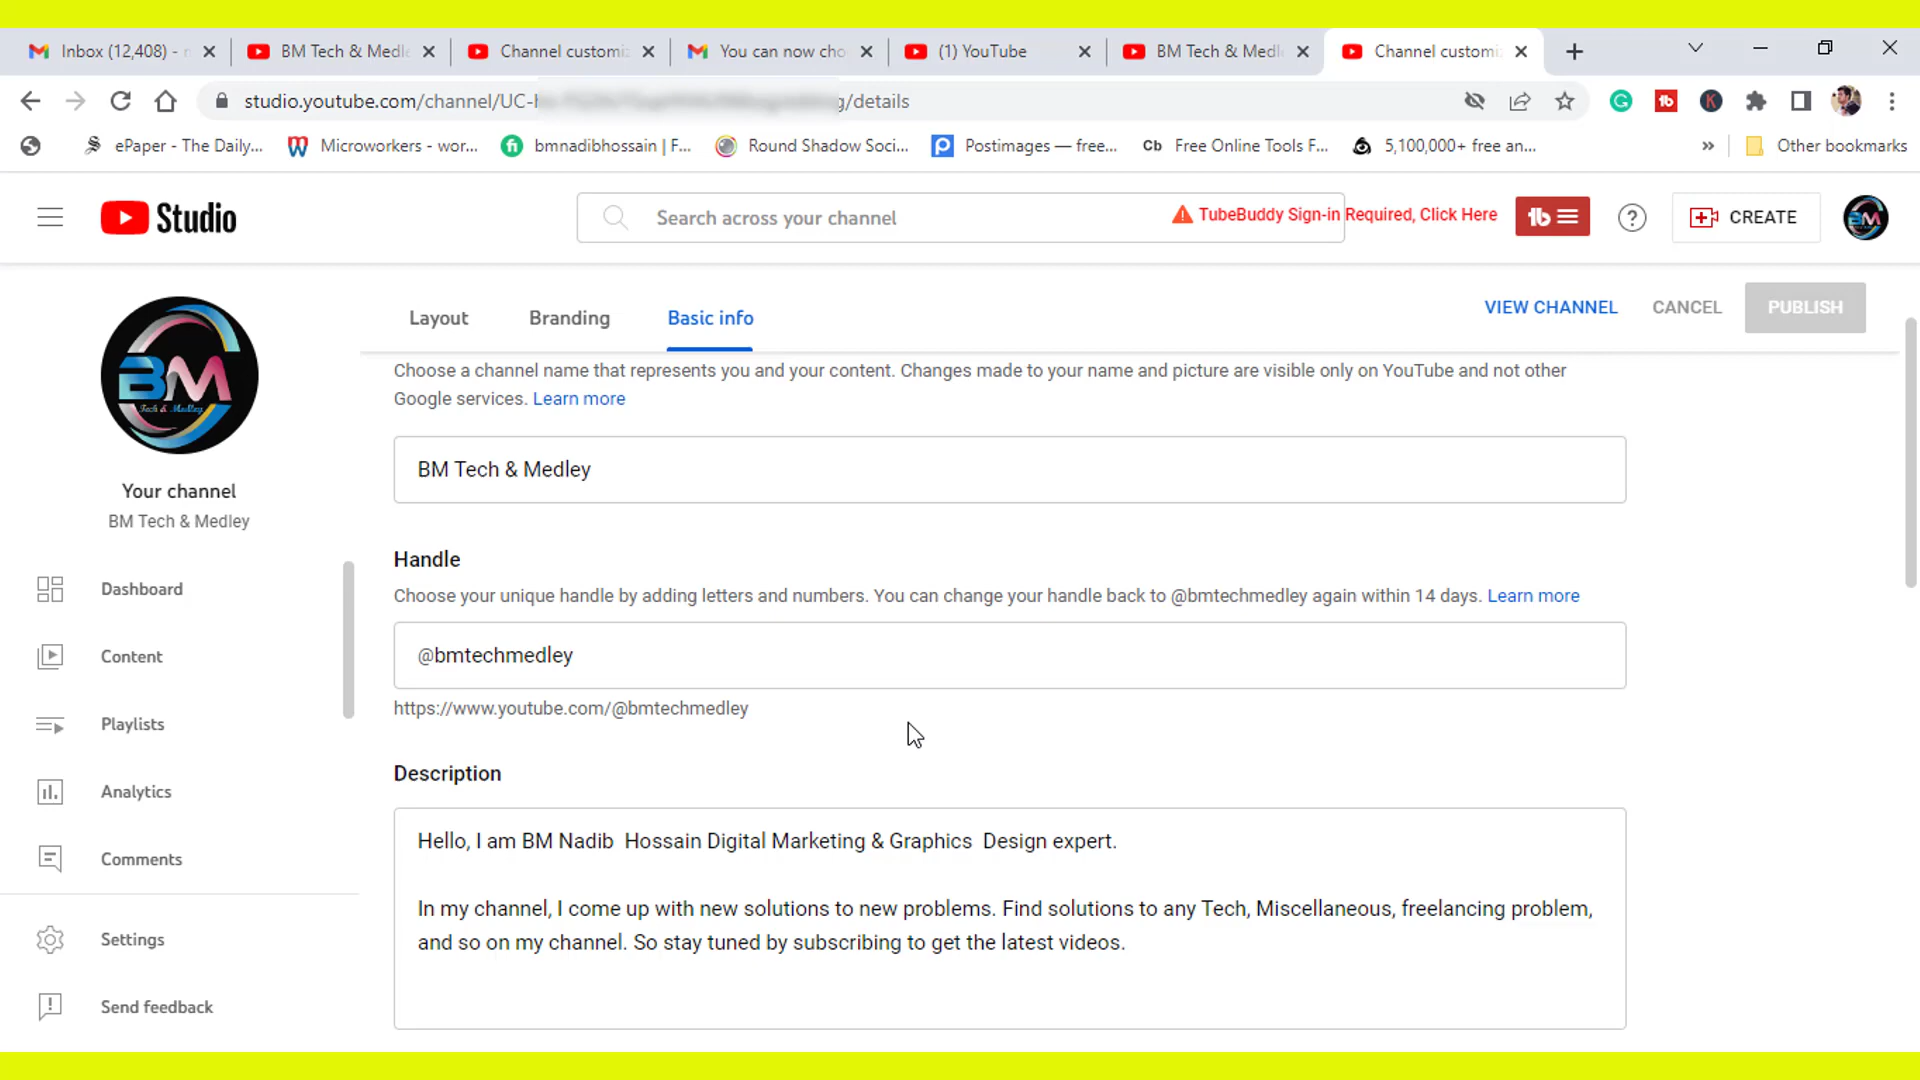 Inbox (12,408) -
BM Tech & Medle
Channel customi
You can now cho
(1) YouTube
BM Tech & Medl
Channel customi
studio.youtube.com/channel/UC-
/details
ePaper - The Daily...
Microworkers - wor...
bmnadibhossain | F...
Round Shadow Soci...
Postimages — free...
Cb Free Online Tools F...
5,100,000+ free an...
»
Other bookmarks
Studio
Search across your channel
TubeBuddy Sign-in Required, Click Here
tb
CREATE
Layout
Branding
Basic info
VIEW CHANNEL
CANCEL
PUBLISH
BM
Tech & Medley
Your channel
BM Tech & Medley
Dashboard
Content
Playlists
Analytics
Comments
Settings
Send feedback
Choose a channel name that represents you and your content. Changes made to your name and picture are visible only on YouTube and not other
Google services. Learn more
BM Tech & Medley
Handle
Choose your unique handle by adding letters and numbers. You can change your handle back to @bmtechmedley again within 14 days. Learn more
@bmtechmedley
https://www.youtube.com/@bmtechmedley
Description
Hello, I am BM Nadib  Hossain Digital Marketing & Graphics  Design expert.
In my channel, I come up with new solutions to new problems. Find solutions to any Tech, Miscellaneous, freelancing problem,
and so on my channel. So stay tuned by subscribing to get the latest videos.